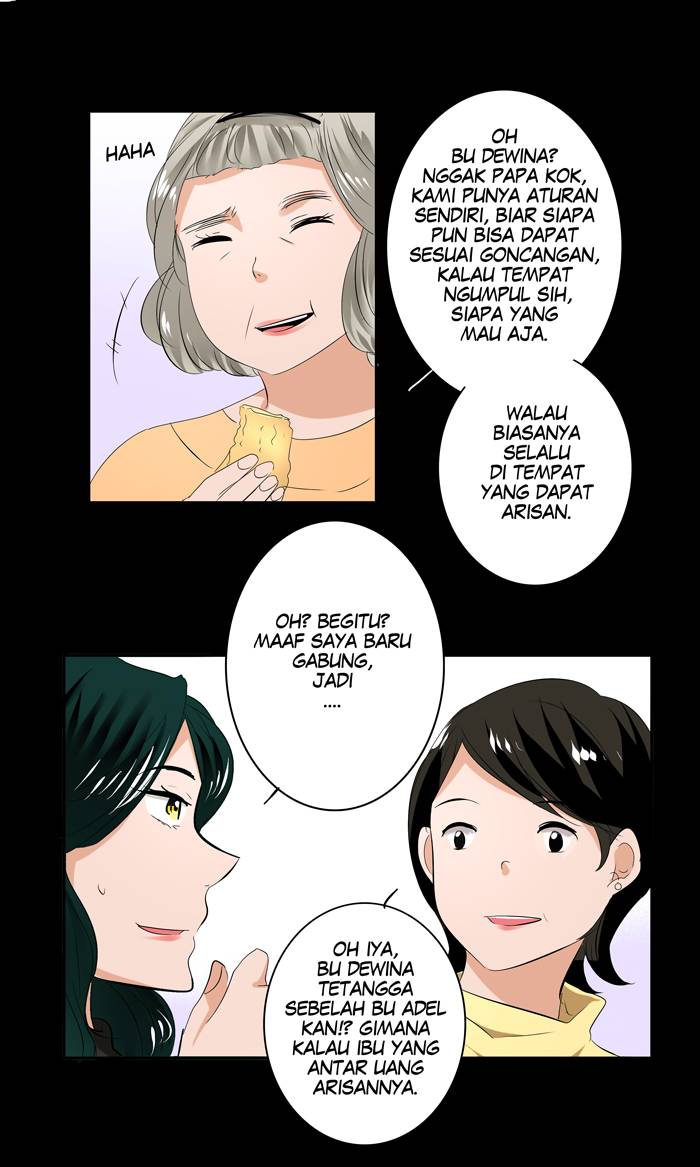 HAHA
OH
BU DEWINA?
NGGAK PAPA KOK,
KAMI PUNYA ATURAN
SENDIRI, BIAR SIAPA
PUN BISA DAPAT
SESUAI GONCANGAN,
KALAU TEMPAT
NGUMPUL SIH,
SIAPA YANG
MAU AJA.
WALAU
BIASANYA
SELALU
DI TEMPAT
YANG DAPAT
ARISAN.
OH? BEGITU?
MAAF SAYA BARU
GABUNG,
JADI
....
OH IYA,
BU DEWINA
TETANGGA
SEBELAH BU ADEL
KAN!? GIMANA
KALAU IBU YANG
ANTAR UANG
ARISANNYA.